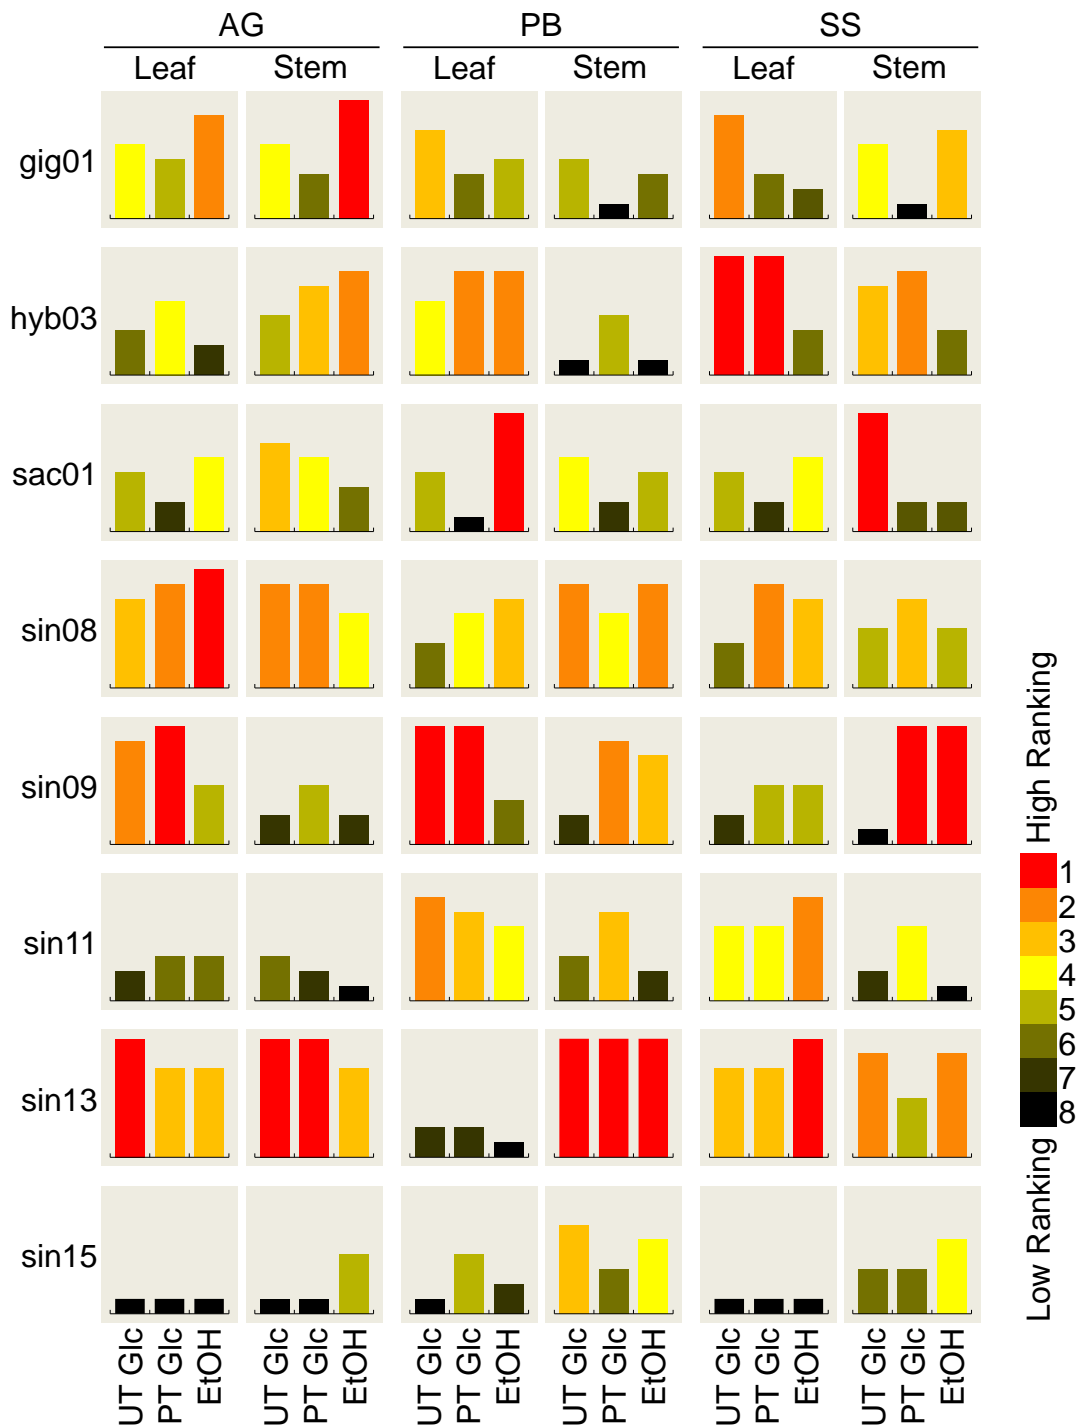 AG PB SS
Leaf Stem Leaf Stem Leaf Stem
gig01
hyb03
sac01
sin08
sin09
sin11
sin13
sin15
UT Glc PT Glc EtOH UT Glc PT Glc EtOH UT Glc PT Glc EtOH UT Glc PT Glc EtOH UT Glc PT Glc EtOH UT Glc PT Glc EtOH
High Ranking
1
2
3
4
5
6
7
8
Low Ranking